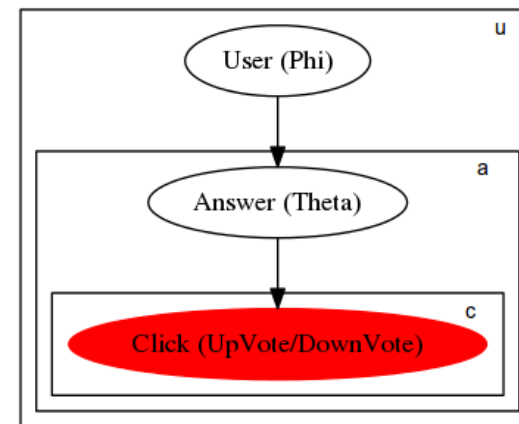 u
User (Phi)
a
Answer (Theta)
c
Click (UpVote/DownVote)